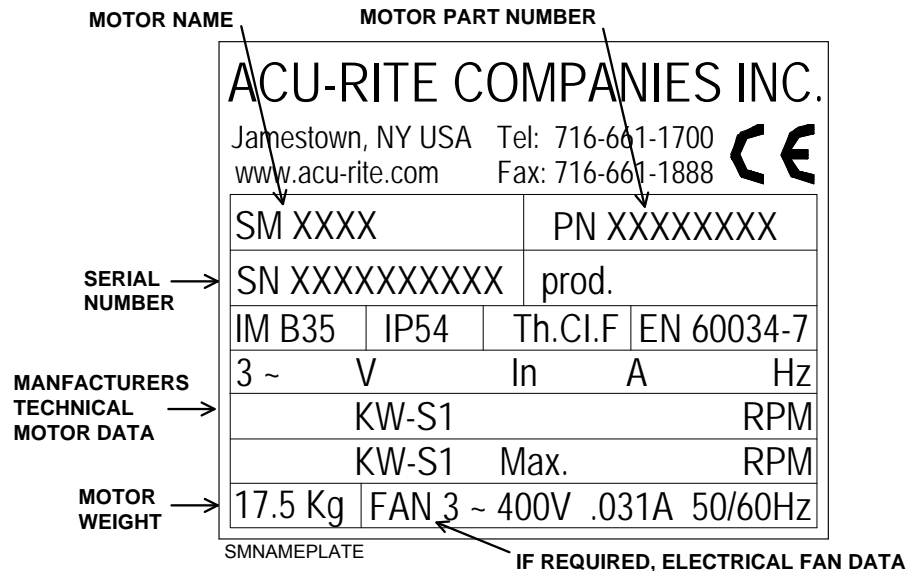 MOTOR NAME
MOTOR PART NUMBER
ACU-RITE COMPANIES INC.
Jamestown, NY USA Tel: 716-661-1700
www.acu-rite.com Fax: 716-661-1888
CE
SM XXXX PN XXXXXXXX
SERIAL NUMBER
SN XXXXXXXXXX prod.
IM B35 IP54 Th.Cl.F EN 60034-7
MANFACTURERS TECHNICAL MOTOR DATA
3 ~ V In A Hz
KW-S1 RPM
KW-S1 Max. RPM
MOTOR WEIGHT
17.5 Kg FAN 3 ~ 400V .031A 50/60Hz
SMNAMEPLATE
IF REQUIRED, ELECTRICAL FAN DATA